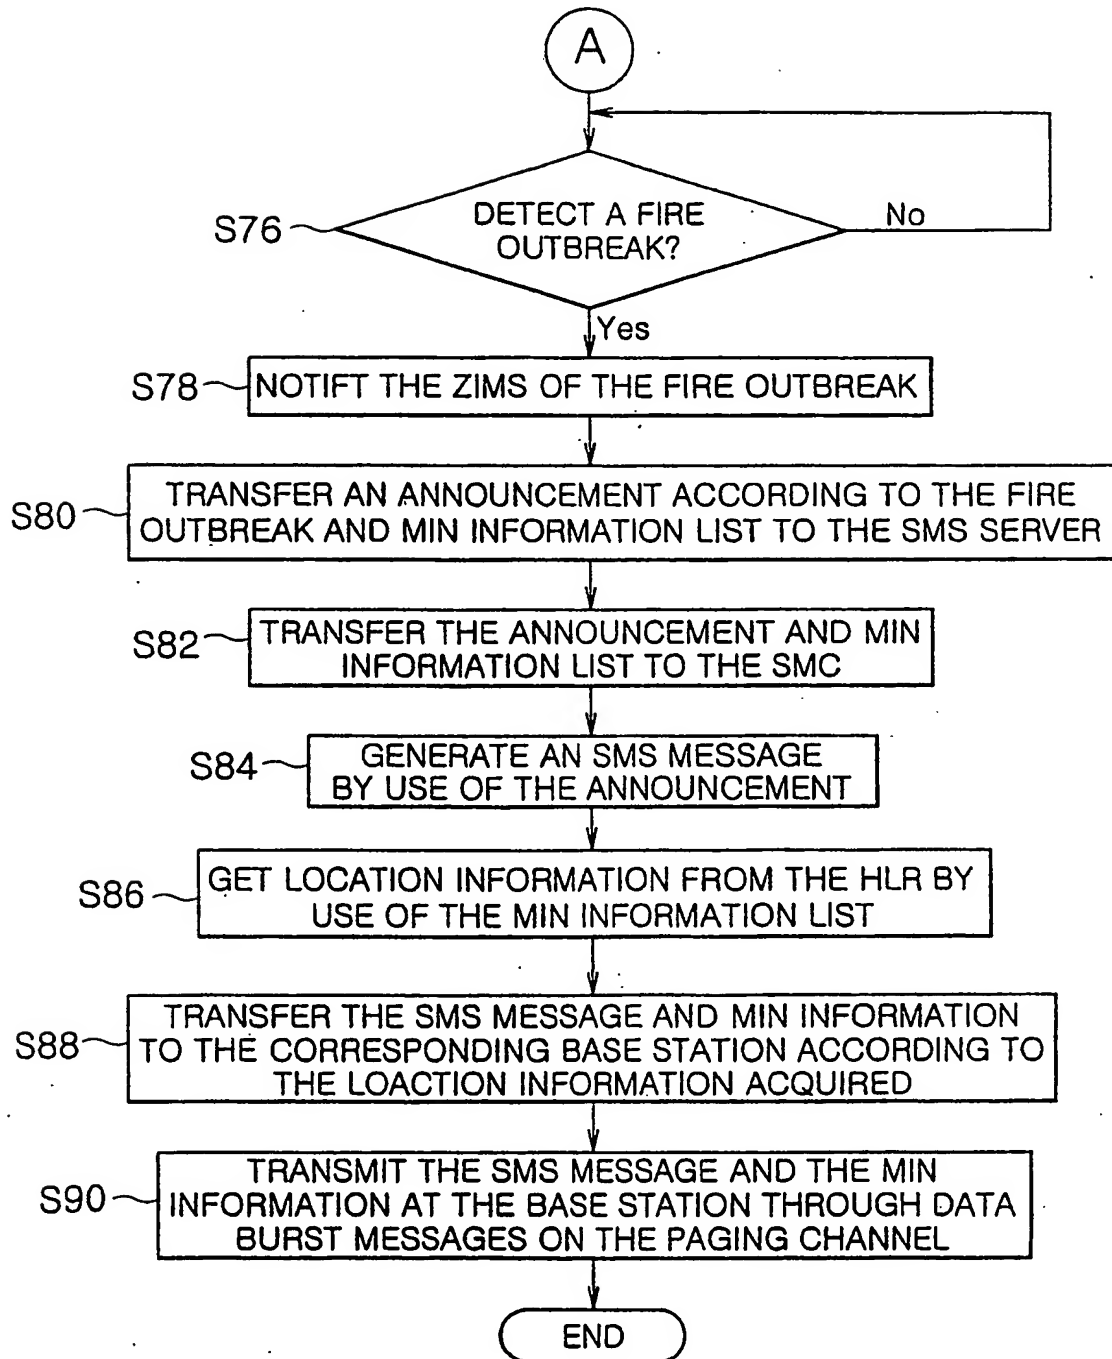 A
S76
DETECT A FIRE
OUTBREAK?
No
Yes
S78
NOTIFT THE ZIMS OF THE FIRE OUTBREAK
S80
TRANSFER AN ANNOUNCEMENT ACCORDING TO THE FIRE
OUTBREAK AND MIN INFORMATION LIST TO THE SMS SERVER
S82
TRANSFER THE ANNOUNCEMENT AND MIN
INFORMATION LIST TO THE SMC
S84
GENERATE AN SMS MESSAGE
BY USE OF THE ANNOUNCEMENT
S86
GET LOCATION INFORMATION FROM THE HLR BY
USE OF THE MIN INFORMATION LIST
S88
TRANSFER THE SMS MESSAGE AND MIN INFORMATION
TO THE CORRESPONDING BASE STATION ACCORDING TO
THE LOACTION INFORMATION ACQUIRED
S90
TRANSMIT THE SMS MESSAGE AND THE MIN
INFORMATION AT THE BASE STATION THROUGH DATA
BURST MESSAGES ON THE PAGING CHANNEL
END